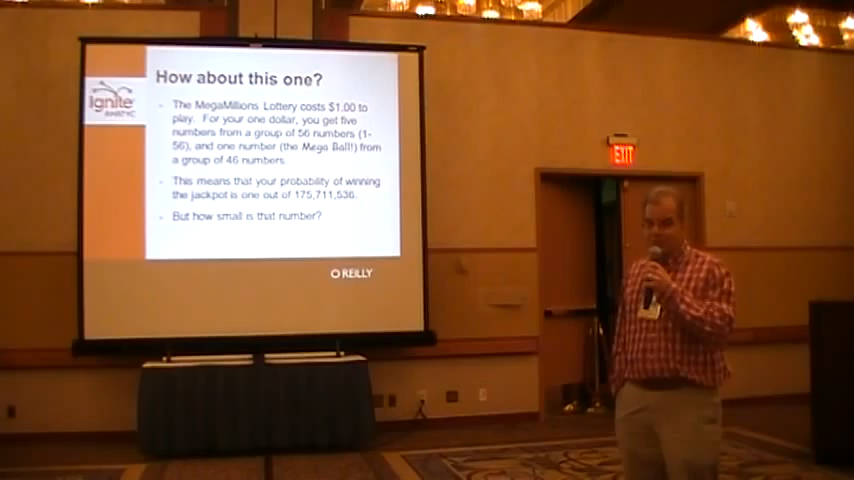 How about this one?
Ignite
AMATYC
The MegaMillions Lottery costs $1.00 to
play. For your one dollar, you get five
numbers from a group of 56 numbers (1-
56), and one number (the Mega Ball!) from
a group of 46 numbers.
This means that your probability of winning
the jackpot is one out of 175,711,536.
But how small is that number?
O'REILLY
EXIT